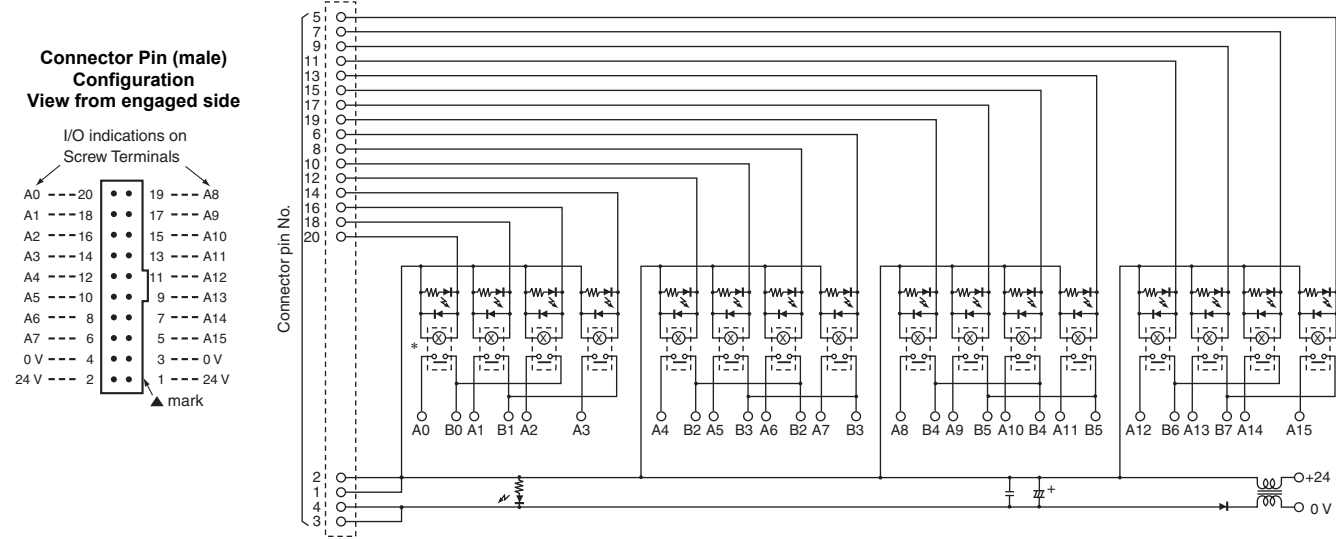 Connector Pin (male)
Configuration
View from engaged side
I/O indications on
Screw Terminals
A0 ---20 19 --- A8
A1 ---18 17 --- A9
A2 ---16 15 --- A10
A3 ---14 13 --- A11
A4 ---12 11 --- A12
A5 ---10 9 --- A13
A6 --- 8 7 --- A14
A7 --- 6 5 --- A15
0 V --- 4 3 --- 0 V
24 V --- 2 1 --- 24 V
▲ mark
Connector pin No.
5
7
9
11
13
15
17
19
6
8
10
12
14
16
18
20
*
A0 B0 A1 B1 A2 A3 A4 B2 A5 B3 A6 B2 A7 B3 A8 B4 A9 B5 A10 B4 A11 B5 A12 B6 A13 B7 A14 A15
2
1
4
3
+
+24
0 V